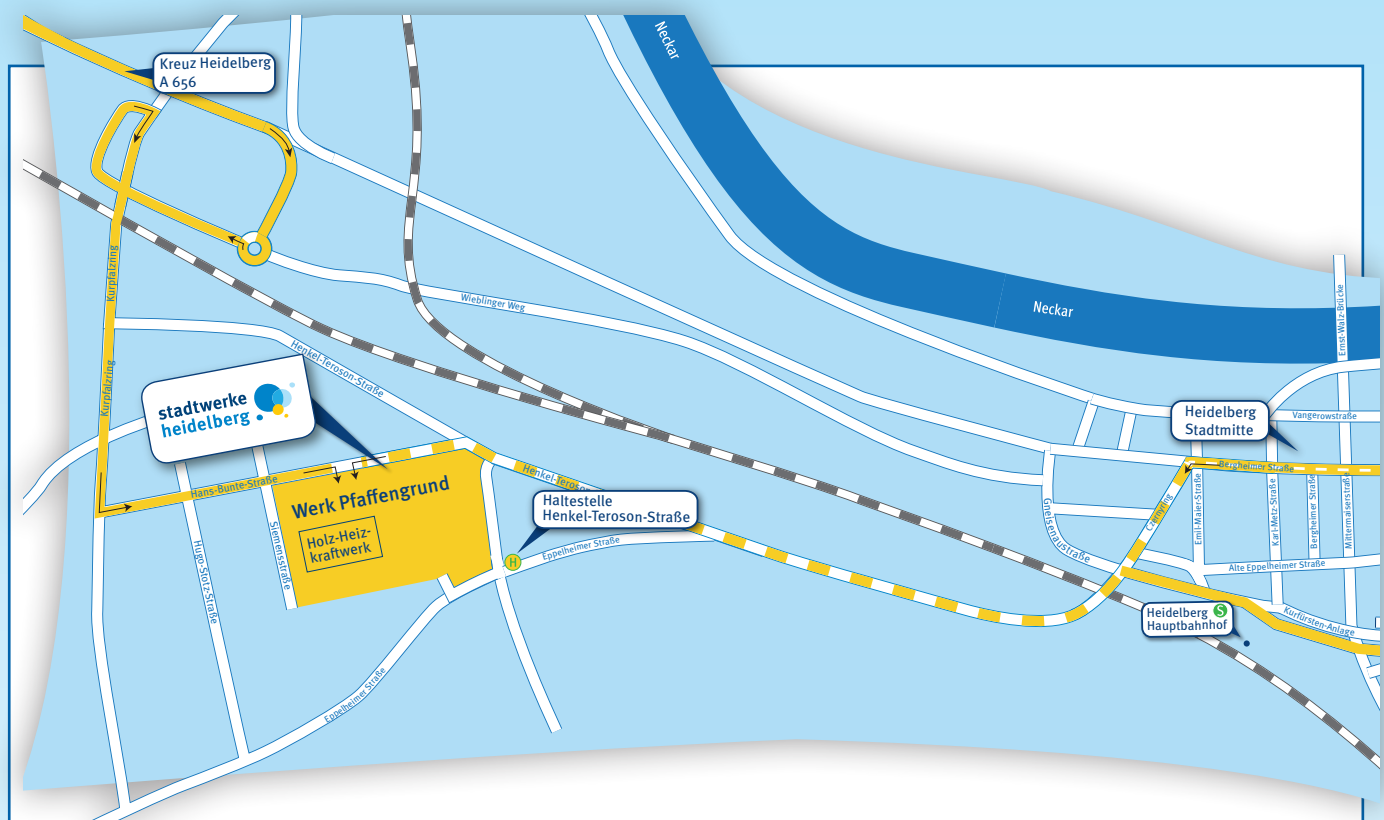 Neckar
Kreuz Heidelberg
A 656
Kurpfalzring
Wieblinger Weg
Neckar
Ernst-Walz-Brücke
Henkel-Teroson-Straße
Kurpfalzring
stadtwerke
heidelberg
Heidelberg
Stadtmitte
Vangerowstraße
Bergheimer Straße
Hans-Bunte-Straße
Werk Pfaffengrund
Holz-Heiz-
kraftwerk
Henkel-Teroson
Haltestelle
Henkel-Teroson-Straße
H
Eppelheimer Straße
Siemensstraße
Hugo-Stotz-Straße
Eppelheimer Straße
Gneisenaustraße
Czernyring
Emil-Maier-Straße
Karl-Metz-Straße
Bergheimer Straße
Mittermaierstraße
Alte Eppelheimer Straße
Heidelberg S
Hauptbahnhof
Kurfürsten-Anlage